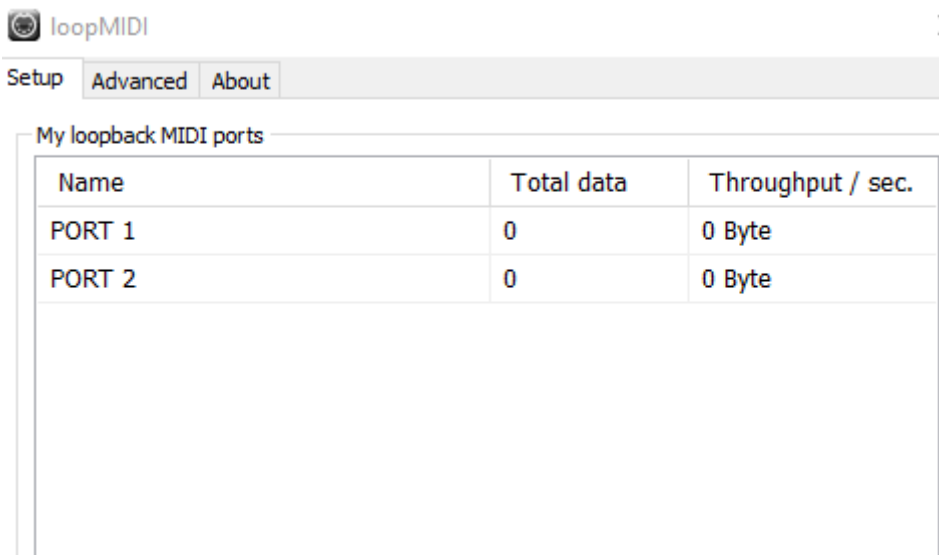 loopMIDI
Setup Advanced About
My loopback MIDI ports
Name Total data Throughput / sec.
PORT 1 0 0 Byte
PORT 2 0 0 Byte